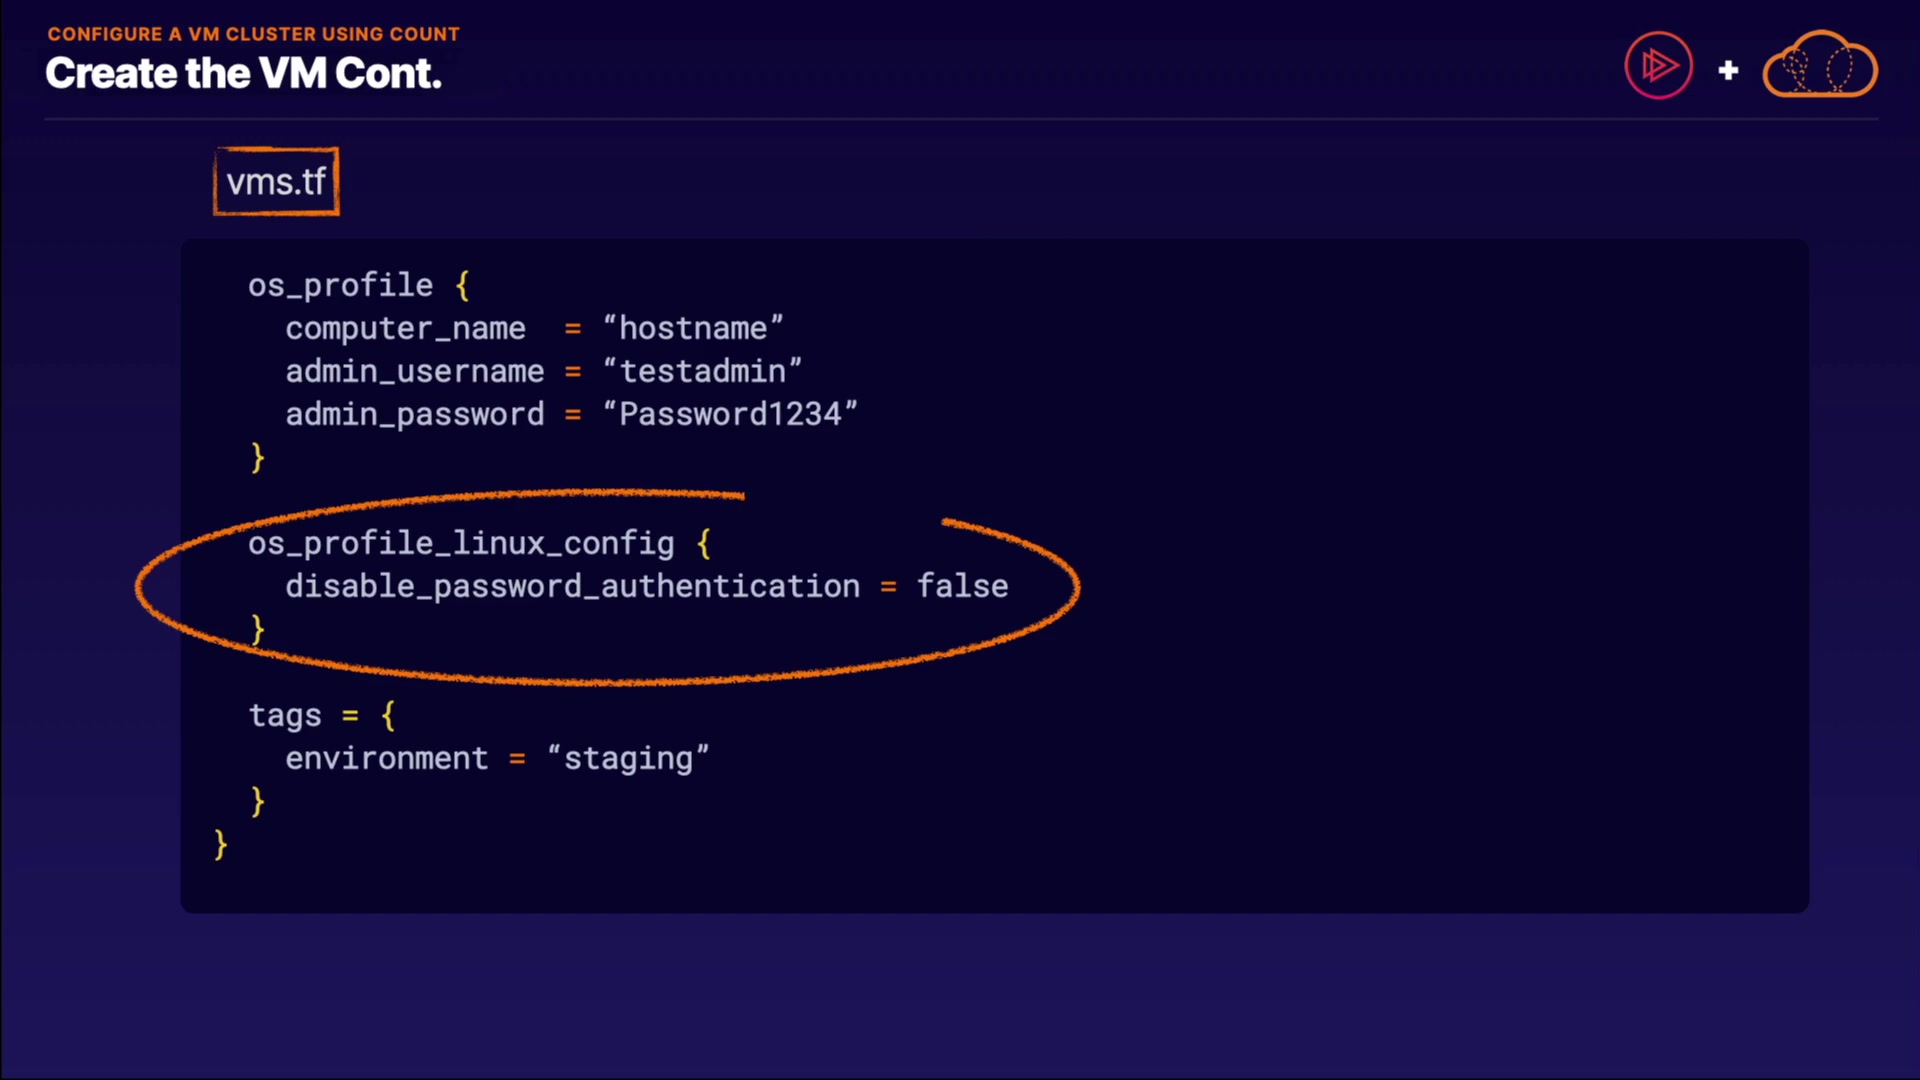 CONFIGURE A VM CLUSTER USING COUNT
Create the VM Cont.
+
vms.tf
os_profile {
computer_name = “hostname”
admin_username = “testadmin”
admin_password = “Password1234”
}
os_profile_linux_config {
disable_password_authentication = false
}
tags = {
environment = “staging”
}
}